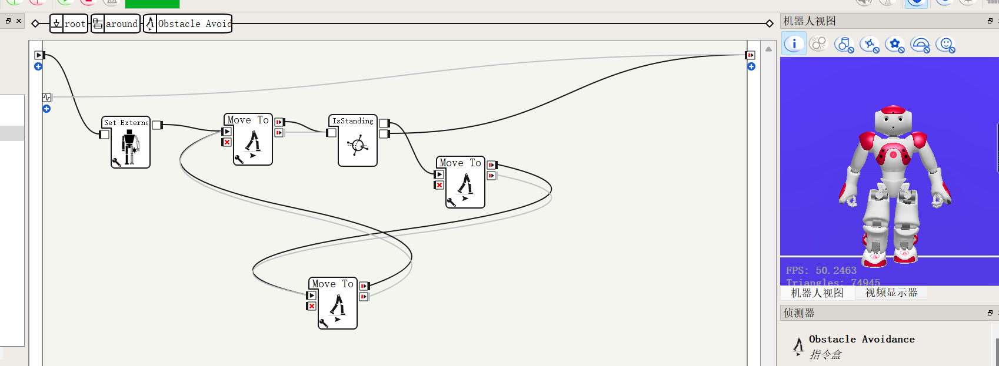 root
around
Obstacle Avoid
机器人视图
Set Externa
Move To
IsStanding
Move To
Move To
FPS: 50.2463
Triangles: 74945
机器人视图
视频显示器
侦测器
Obstacle Avoidance
指令盒